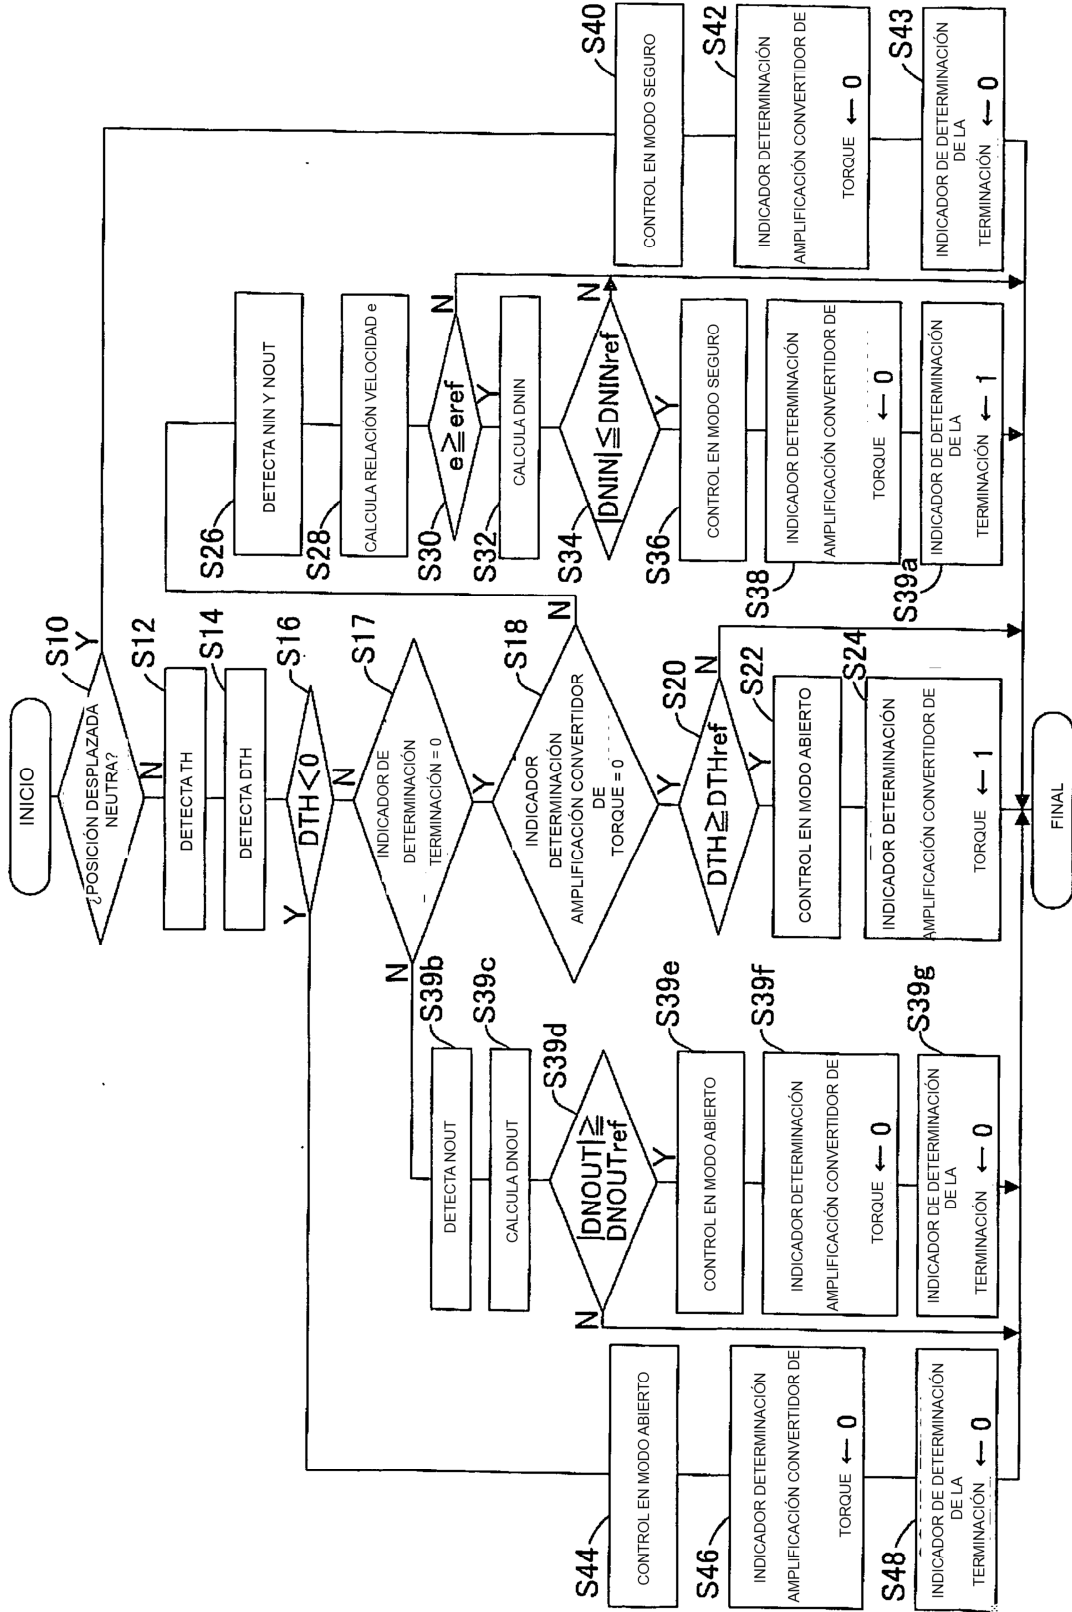 INICIO
S10
¿POSICIÓN DESPLAZADA
NEUTRA?
Y
N
S12
DETECTA TH
S14
DETECTA DTH
S16
DTH<0
Y
N
S17
INDICADOR DE
DETERMINACIÓN
TERMINACIÓN = 0
N
Y
S18
INDICADOR
DETERMINACIÓN
AMPLIFICACIÓN CONVERTIDOR
DE
TORQUE = 0
N
Y
S20
DTH≧DTHref
N
Y
S22
CONTROL EN MODO ABIERTO
S24
INDICADOR DETERMINACIÓN
AMPLIFICACIÓN CONVERTIDOR DE
TORQUE ← 1
S26
DETECTA NIN Y NOUT
S28
CALCULA RELACIÓN VELOCIDAD e
S30
e≧eref
N
Y
S32
CALCULA DNIN
S34
|DNIN|≦DNINref
N
Y
S36
CONTROL EN MODO SEGURO
S38
INDICADOR DETERMINACIÓN
AMPLIFICACIÓN CONVERTIDOR DE
TORQUE ← 0
S39a
INDICADOR DE DETERMINACIÓN
DE LA
TERMINACIÓN ← 1
S40
CONTROL EN MODO SEGURO
S42
INDICADOR DETERMINACIÓN
AMPLIFICACIÓN CONVERTIDOR DE
TORQUE ← 0
S43
INDICADOR DE DETERMINACIÓN
DE LA
TERMINACIÓN ← 0
S39b
DETECTA NOUT
S39c
CALCULA DNOUT
S39d
|DNOUT|≧
DNOUTref
N
Y
S39e
CONTROL EN MODO ABIERTO
S39f
INDICADOR DETERMINACIÓN
AMPLIFICACIÓN CONVERTIDOR DE
TORQUE ← 0
S39g
INDICADOR DE DETERMINACIÓN
DE LA
TERMINACIÓN ← 0
S44
CONTROL EN MODO ABIERTO
S46
INDICADOR DETERMINACIÓN
AMPLIFICACIÓN CONVERTIDOR DE
TORQUE ← 0
S48
INDICADOR DE DETERMINACIÓN
DE LA
TERMINACIÓN ← 0
FINAL